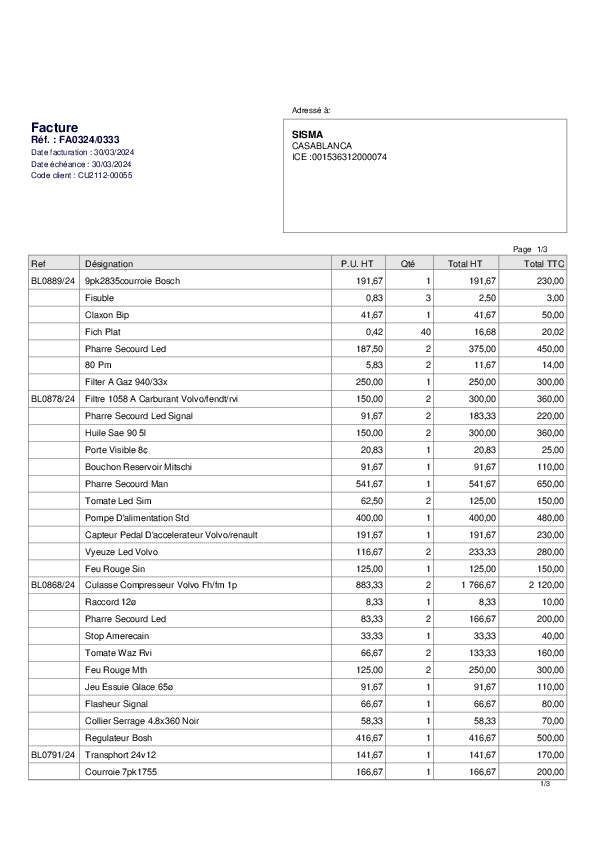 Adressé à:
Facture
Réf. : FA0324/0333
Date facturation : 30/03/2024
Date échéance : 30/03/2024
Code client : CU2112-00055
SISMA
CASABLANCA
ICE :001536312000074
Page 1/3
Ref Désignation P.U. HT Qté Total HT Total TTC
BL0889/24 9pk2835courroie Bosch 191,67 1 191,67 230,00
Fisuble 0,83 3 2,50 3,00
Claxon Bip 41,67 1 41,67 50,00
Fich Plat 0,42 40 16,68 20,02
Pharre Secourd Led 187,50 2 375,00 450,00
80 Pm 5,83 2 11,67 14,00
Filter A Gaz 940/33x 250,00 1 250,00 300,00
BL0878/24 Filtre 1058 A Carburant Volvo/fendt/rvi 150,00 2 300,00 360,00
Pharre Secourd Led Signal 91,67 2 183,33 220,00
Huile Sae 90 5l 150,00 2 300,00 360,00
Porte Visible 8¢ 20,83 1 20,83 25,00
Bouchon Reservoir Mitschi 91,67 1 91,67 110,00
Pharre Secourd Man 541,67 1 541,67 650,00
Tomate Led Sim 62,50 2 125,00 150,00
Pompe D'alimentation Std 400,00 1 400,00 480,00
Capteur Pedal D'accelerateur Volvo/renault 191,67 1 191,67 230,00
Vyeuze Led Volvo 116,67 2 233,33 280,00
Feu Rouge Sin 125,00 1 125,00 150,00
BL0868/24 Culasse Compresseur Volvo Fh/fm 1p 883,33 2 1 766,67 2 120,00
Raccord 12ø 8,33 1 8,33 10,00
Pharre Secourd Led 83,33 2 166,67 200,00
Stop Amerecain 33,33 1 33,33 40,00
Tomate Waz Rvi 66,67 2 133,33 160,00
Feu Rouge Mth 125,00 2 250,00 300,00
Jeu Essuie Glace 65ø 91,67 1 91,67 110,00
Flasheur Signal 66,67 1 66,67 80,00
Collier Serrage 4.8x360 Noir 58,33 1 58,33 70,00
Regulateur Bosh 416,67 1 416,67 500,00
BL0791/24 Transphort 24v12 141,67 1 141,67 170,00
Courroie 7pk1755 166,67 1 166,67 200,00
1/3